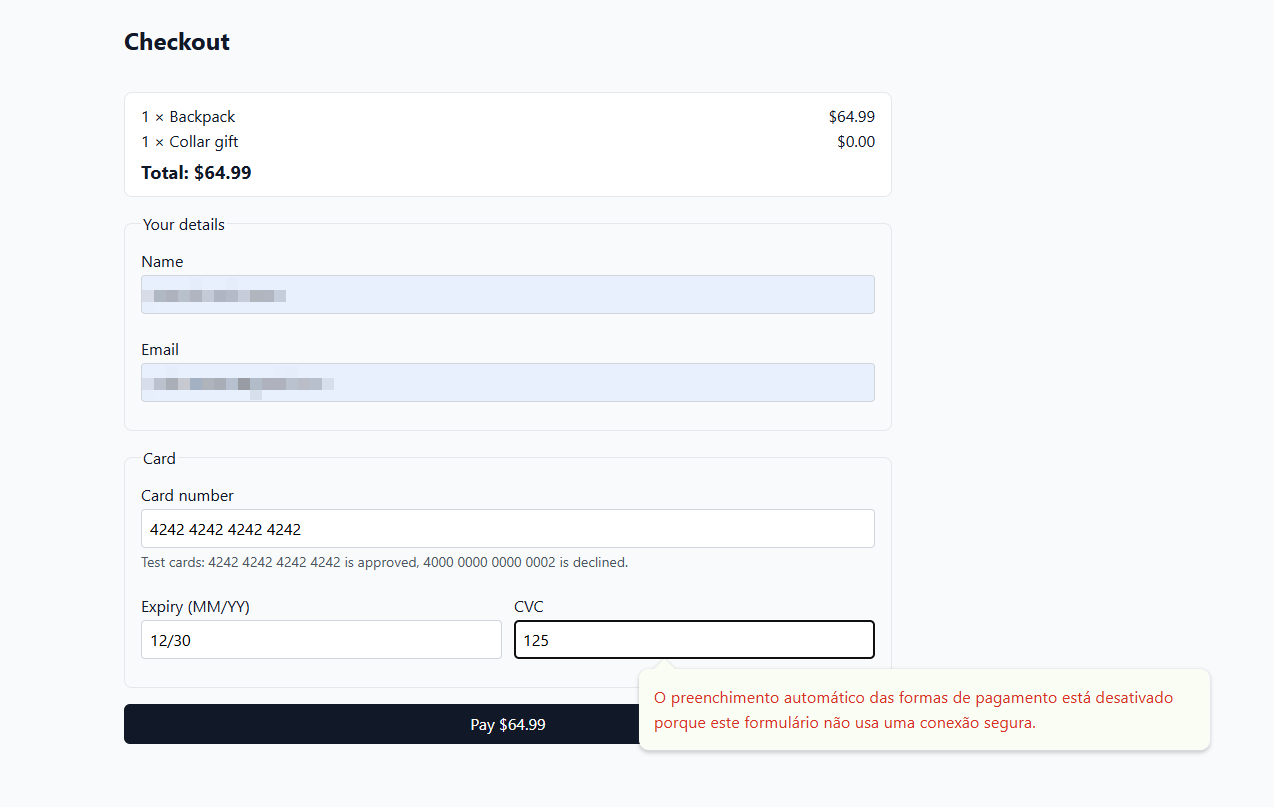 Checkout
1 × Backpack $64.99
1 × Collar gift $0.00
Total: $64.99
Your details
Name
Email
Card
Card number
4242 4242 4242 4242
Test cards: 4242 4242 4242 4242 is approved, 4000 0000 0000 0002 is declined.
Expiry (MM/YY) CVC
12/30 125
O preenchimento automático das formas de pagamento está desativado
porque este formulário não usa uma conexão segura.
Pay $64.99